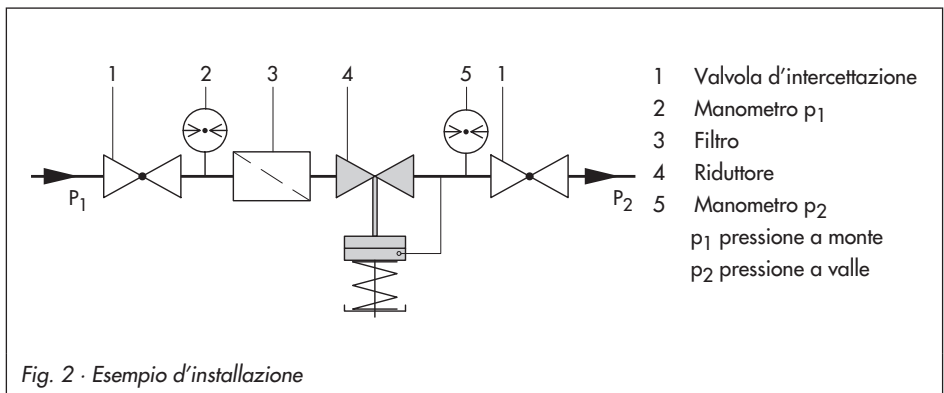 1 2 3 4 5 1
P1 P2
1 Valvola d'intercettazione
2 Manometro p1
3 Filtro
4 Riduttore
5 Manometro p2
p1 pressione a monte
p2 pressione a valle
Fig. 2 · Esempio d'installazione